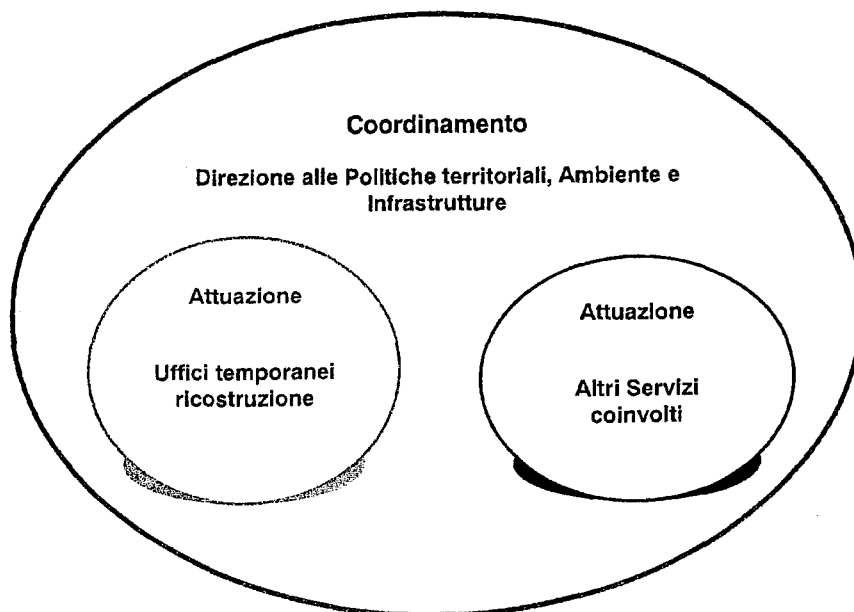 Coordinamento
Direzione alle Politiche territoriali, Ambiente e
Infrastrutture
Attuazione
Uffici temporanei
ricostruzione
Attuazione
Altri Servizi
coinvolti